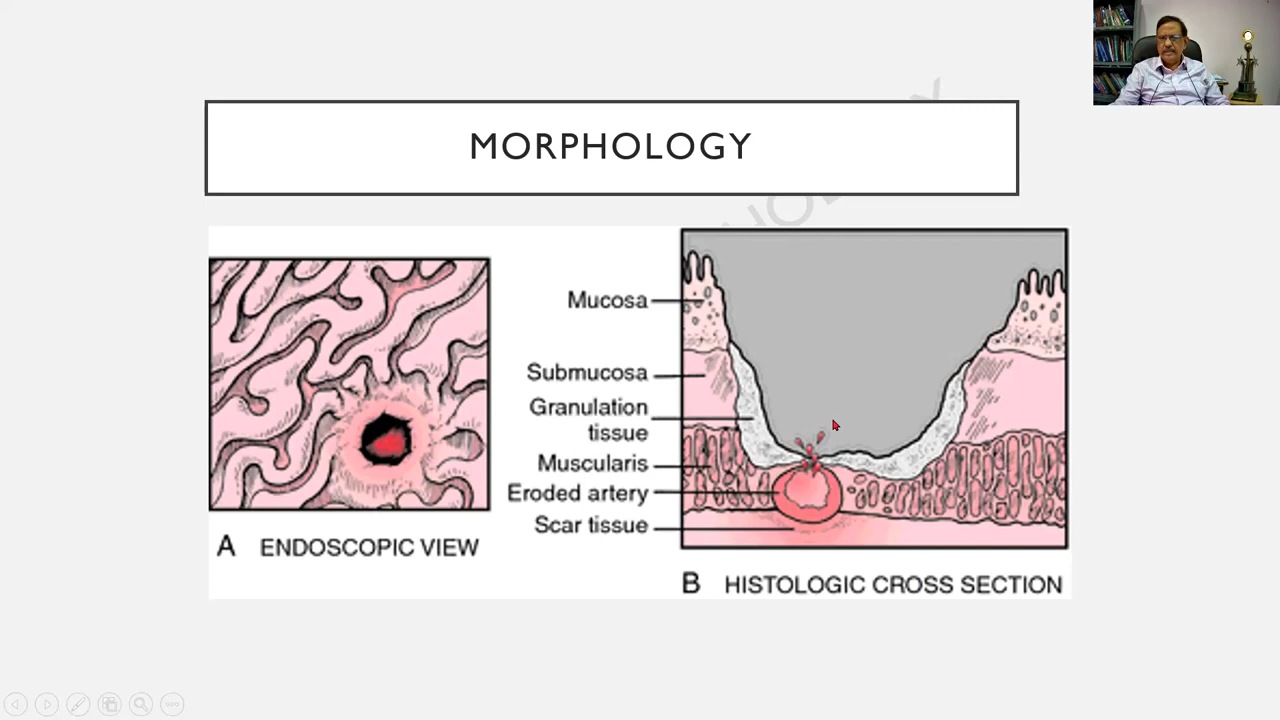 MORPHOLOGY
Mucosa
Submucosa
Granulation
tissue
Muscularis
Eroded artery
Scar tissue
A ENDOSCOPIC VIEW
B HISTOLOGIC CROSS SECTION